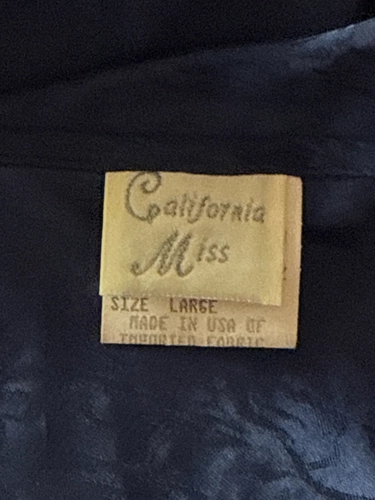 California
Miss
SIZE LARGE
MADE IN USA OF
IMPORTED FABRIC